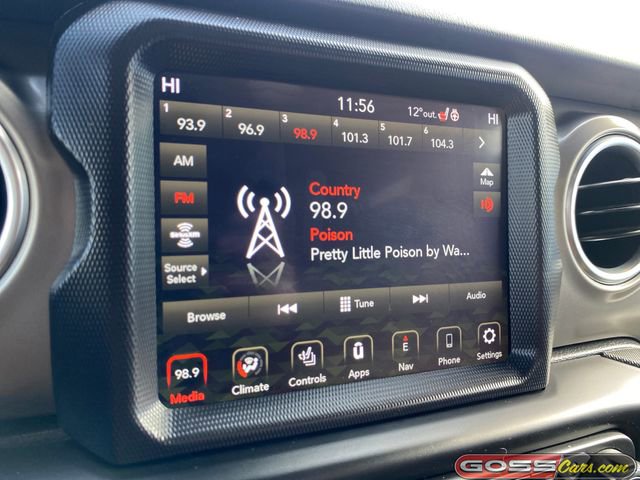 HI 11:56 12° out. HI
1 93.9 2 96.9 3 98.9 4 101.3 5 101.7 6 104.3
AM
FM
SiriusXM
Source
Select
Country
98.9
Poison
Pretty Little Poison by Wa...
Map
HD
Browse Tune Audio
98.9 E
Media Climate Controls Apps Nav Phone Settings
GOSSCars.com